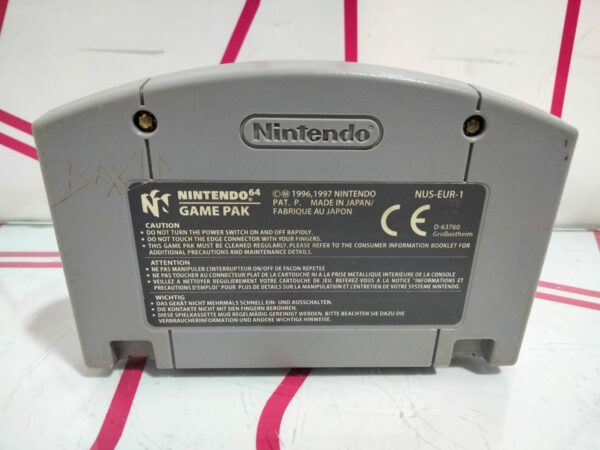 Nintendo
NINTENDO 64
GAME PAK
©Ⓜ 1996,1997 NINTENDO
PAT. P. MADE IN JAPAN/
FABRIQUE AU JAPON
NUS-EUR-1
CE
D-63760
Großostheim
CAUTION
• DO NOT TURN THE POWER SWITCH ON AND OFF RAPIDLY.
• DO NOT TOUCH THE EDGE CONNECTOR WITH YOUR FINGERS.
• THIS GAME PAK MUST BE CLEANED REGULARLY. PLEASE REFER TO THE CONSUMER INFORMATION BOOKLET FOR
ADDITIONAL PRECAUTIONS AND MAINTENANCE DETAILS.
ATTENTION
• NE PAS MANIPULER L'INTERRUPTEUR ON/OFF DE FACON REPETEE
• NE PAS TOUCHER AU CONNECTEUR PLAT DE LA CARTOUCHE NI A LA PRISE METALLIQUE INTERIEURE DE LA CONSOLE
• VEILLEZ A NETTOYER REGULIEREMENT VOTRE CARTOUCHE DE JEU. REFEREZ VOUS A LA NOTICE "INFORMATIONS ET
PRECAUTIONS D'EMPLOI" POUR PLUS DE DETAILS SUR LA MANIPULATION ET L'ENTRETIEN DE VOTRE SYSTEME NINTENDO.
WICHTIG
• DAS GERÄT NICHT MEHRMALS SCHNELL EIN- UND AUSSCHALTEN.
• DIE KONTAKTE NICHT MIT DEN FINGERN BERÜHREN.
• DIESE SPIELKASSETTE MUß REGELMÄßIG GEREINIGT WERDEN. BITTE BEACHTEN SIE DAZU DIE
VERBRAUCHERINFORMATION UND ANDERE WICHTIGE HINWEISE.